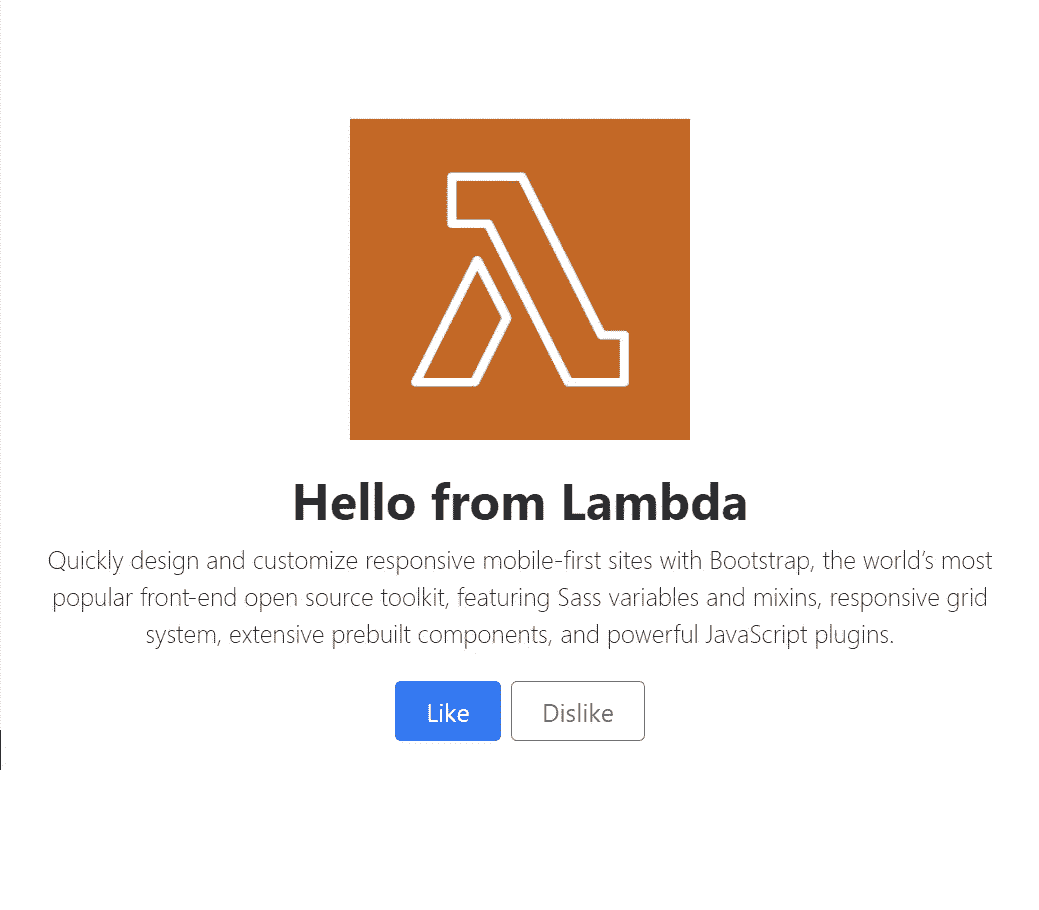 Hello from Lambda
Quickly design and customize responsive mobile-first sites with Bootstrap, the world’s most
popular front-end open source toolkit, featuring Sass variables and mixins, responsive grid
system, extensive prebuilt components, and powerful JavaScript plugins.
Like
Dislike